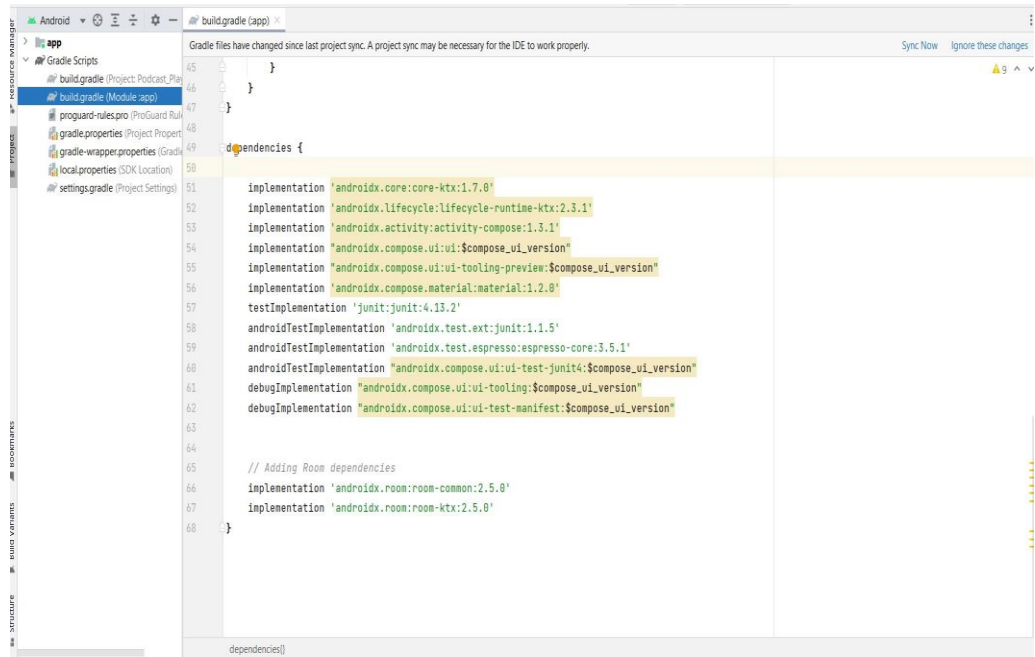 Android
build.gradle (:app)
app
Gradle Scripts
build.gradle (Project: Podcast_Play
build.gradle (Module :app)
proguard-rules.pro (ProGuard Rul
gradle.properties (Project Propert
gradle-wrapper.properties (Gradl
local.properties (SDK Location)
settings.gradle (Project Settings)
Resource Manager
Project
Bookmarks
Build Variants
Structure
Gradle files have changed since last project sync. A project sync may be necessary for the IDE to work properly.
Sync Now Ignore these changes
9
45 }
46 }
47 }
48
49 dependencies {
50
51 implementation 'androidx.core:core-ktx:1.7.0'
52 implementation 'androidx.lifecycle:lifecycle-runtime-ktx:2.3.1'
53 implementation 'androidx.activity:activity-compose:1.3.1'
54 implementation "androidx.compose.ui:ui:$compose_ui_version"
55 implementation "androidx.compose.ui:ui-tooling-preview:$compose_ui_version"
56 implementation 'androidx.compose.material:material:1.2.0'
57 testImplementation 'junit:junit:4.13.2'
58 androidTestImplementation 'androidx.test.ext:junit:1.1.5'
59 androidTestImplementation 'androidx.test.espresso:espresso-core:3.5.1'
60 androidTestImplementation "androidx.compose.ui:ui-test-junit4:$compose_ui_version"
61 debugImplementation "androidx.compose.ui:ui-tooling:$compose_ui_version"
62 debugImplementation "androidx.compose.ui:ui-test-manifest:$compose_ui_version"
63
64
65 // Adding Room dependencies
66 implementation 'androidx.room:room-common:2.5.0'
67 implementation 'androidx.room:room-ktx:2.5.0'
68 }
dependencies{}